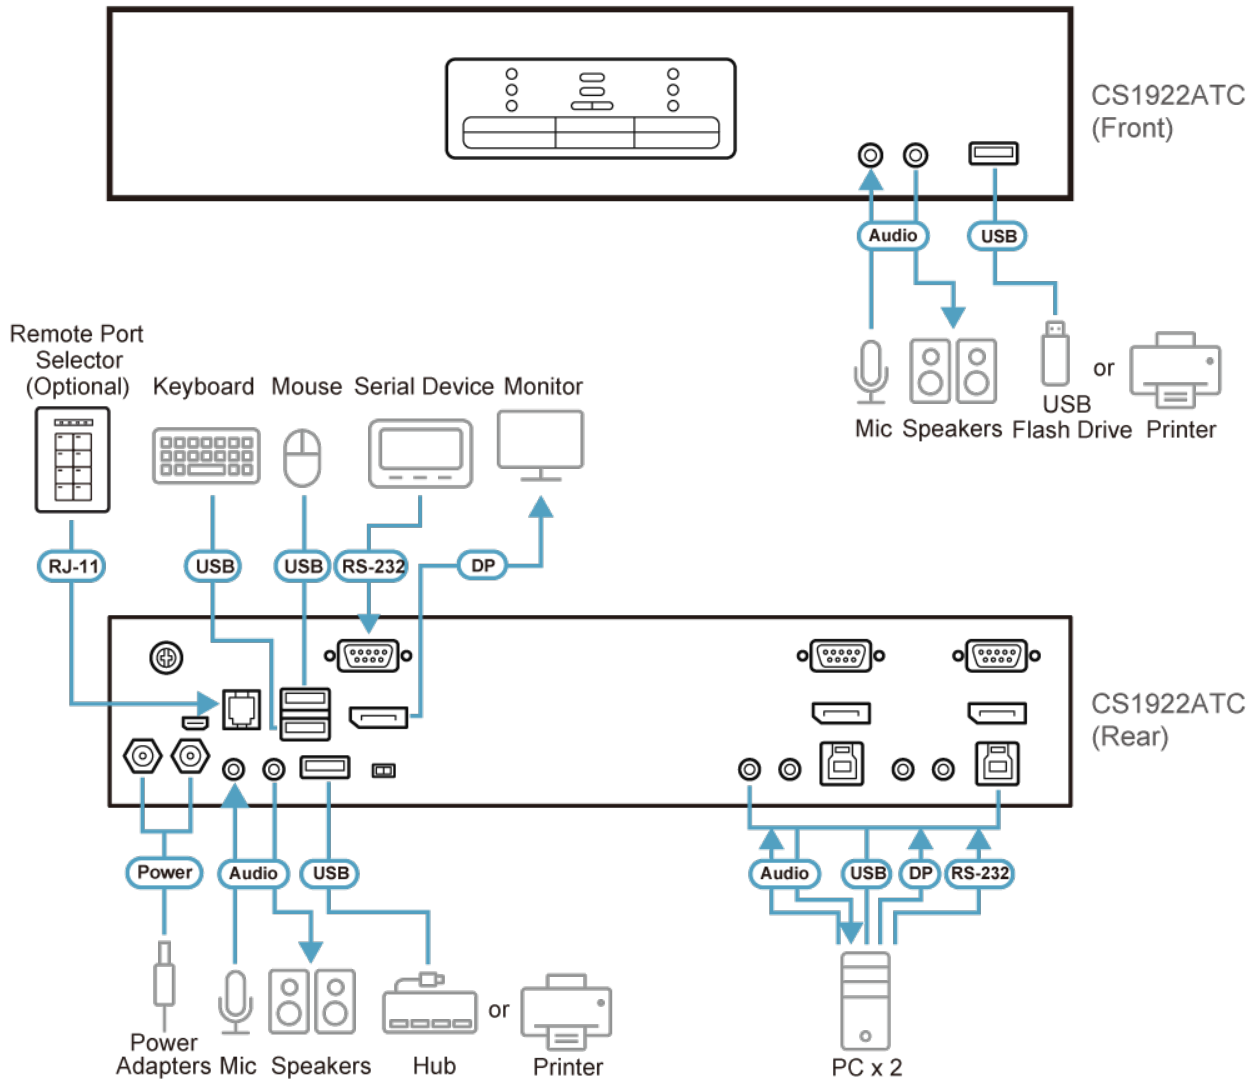 CS1922ATC
(Front)
Audio
USB
Mic
Speakers
USB
Flash Drive
or
Printer
Remote Port
Selector
(Optional)
Keyboard
Mouse
Serial Device
Monitor
RJ-11
USB
USB
RS-232
DP
CS1922ATC
(Rear)
Power
Audio
USB
Audio
USB
DP
RS-232
Power
Adapters
Mic
Speakers
Hub
or
Printer
PC x 2